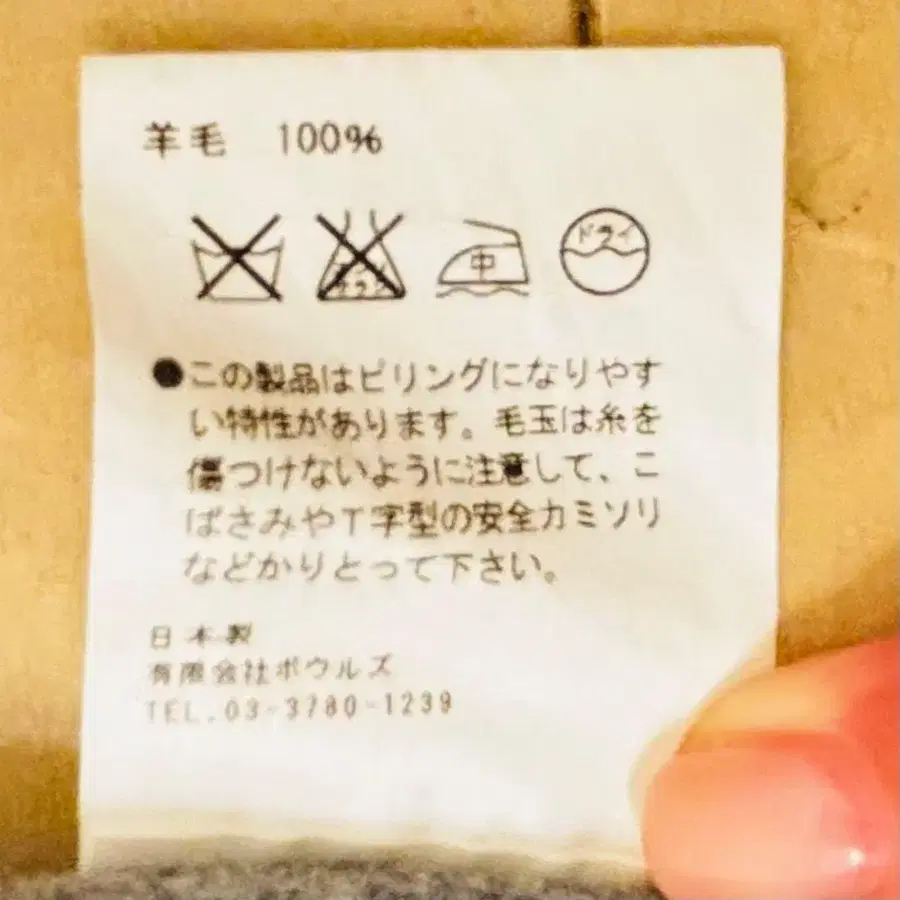 羊毛 100%
中 ドライ
●この製品はピリングになりやす
い特性があります。毛玉は糸を
傷つけないように注意して、こ
ばさみやT字型の安全カミソリ
などかりとって下さい。
日本製
有限会社ボウルズ
TEL.03-3780-1239